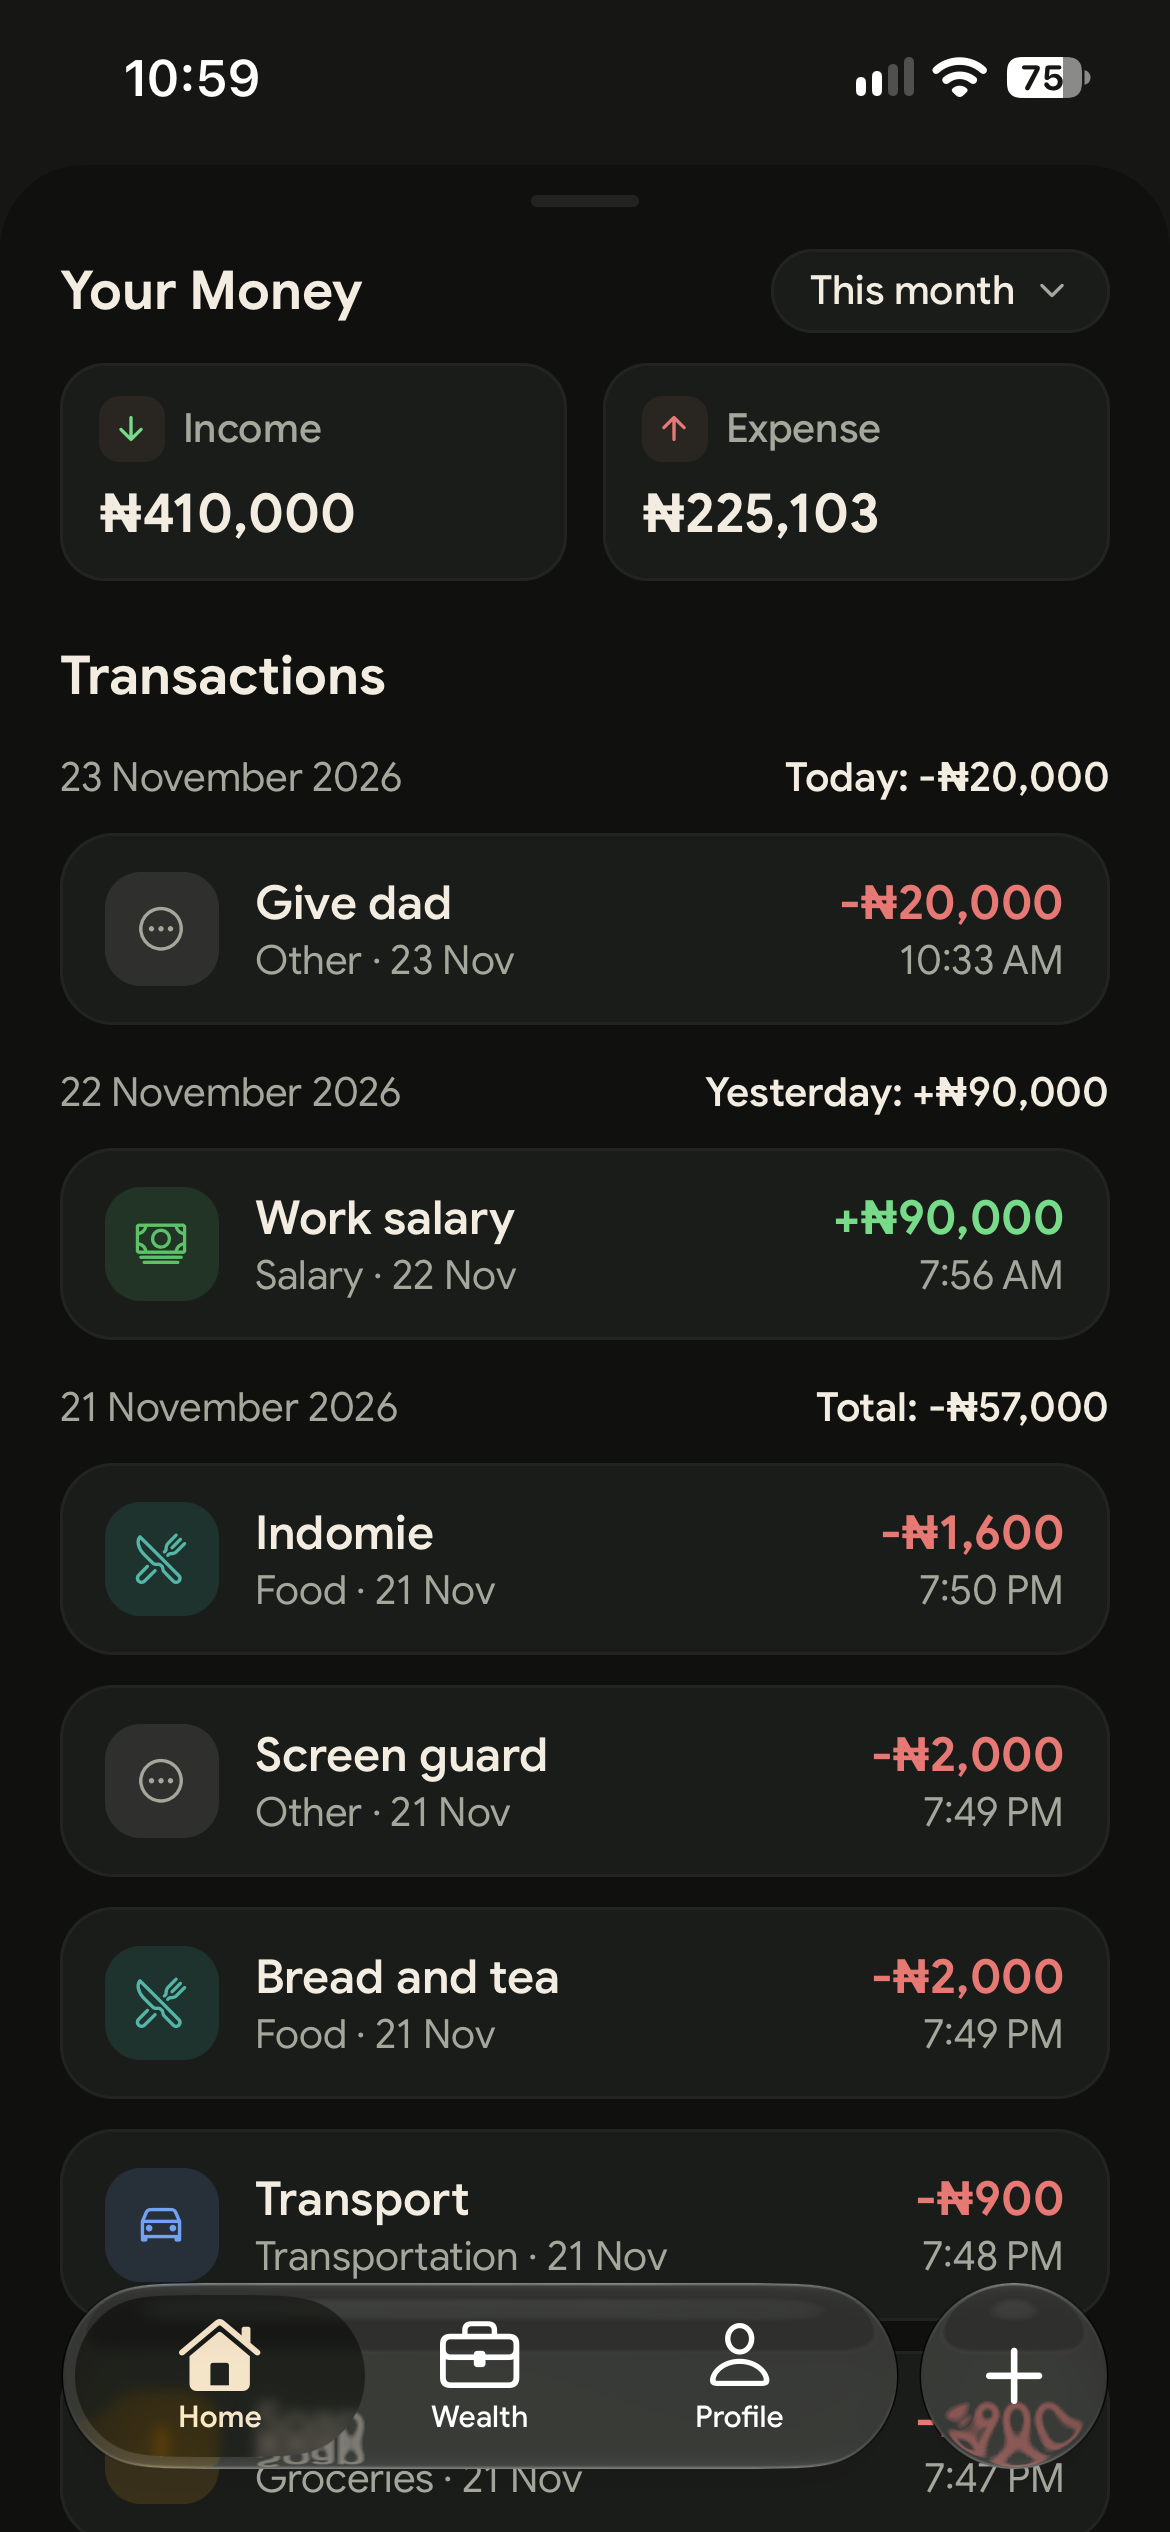 10:59
75
Your Money
This month
Income
Expense
₦410,000
₦225,103
Transactions
23 November 2026
Today: -₦20,000
Give dad
-₦20,000
Other · 23 Nov
10:33 AM
22 November 2026
Yesterday: +₦90,000
Work salary
+₦90,000
Salary · 22 Nov
7:56 AM
21 November 2026
Total: -₦57,000
Indomie
-₦1,600
Food · 21 Nov
7:50 PM
Screen guard
-₦2,000
Other · 21 Nov
7:49 PM
Bread and tea
-₦2,000
Food · 21 Nov
7:49 PM
Transport
-₦900
Transportation · 21 Nov
7:48 PM
Home
Wealth
Profile
Groceries · 21 Nov
7:47 PM